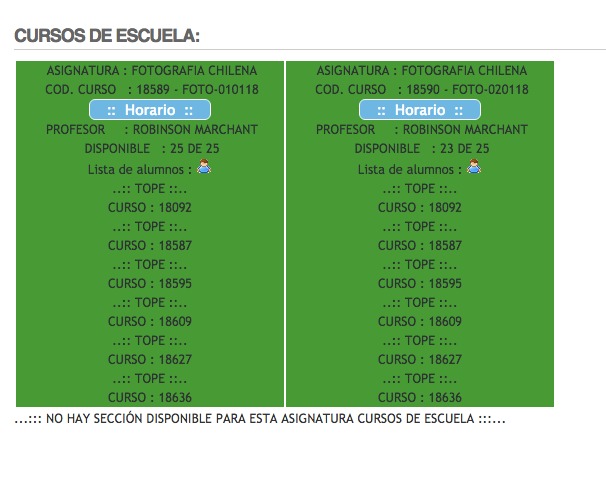 CURSOS DE ESCUELA:
ASIGNATURA : FOTOGRAFIA CHILENA
COD. CURSO : 18589 - FOTO-010118
:: Horario ::
PROFESOR : ROBINSON MARCHANT
DISPONIBLE : 25 DE 25
Lista de alumnos :
..:: TOPE ::..
CURSO : 18092
..:: TOPE ::..
CURSO : 18587
..:: TOPE ::..
CURSO : 18595
..:: TOPE ::..
CURSO : 18609
..:: TOPE ::..
CURSO : 18627
..:: TOPE ::..
CURSO : 18636
ASIGNATURA : FOTOGRAFIA CHILENA
COD. CURSO : 18590 - FOTO-020118
:: Horario ::
PROFESOR : ROBINSON MARCHANT
DISPONIBLE : 23 DE 25
Lista de alumnos :
..:: TOPE ::..
CURSO : 18092
..:: TOPE ::..
CURSO : 18587
..:: TOPE ::..
CURSO : 18595
..:: TOPE ::..
CURSO : 18609
..:: TOPE ::..
CURSO : 18627
..:: TOPE ::..
CURSO : 18636
...::: NO HAY SECCIÓN DISPONIBLE PARA ESTA ASIGNATURA CURSOS DE ESCUELA :::...